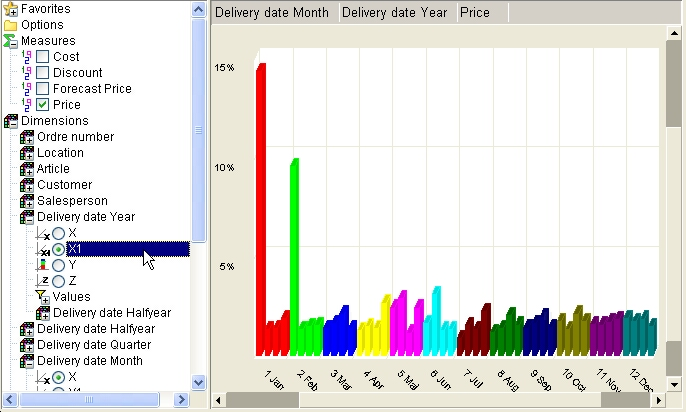 Favorites
Options
Measures
Cost
Discount
Forecast Price
Price
Dimensions
Ordre number
Location
Article
Customer
Salesperson
Delivery date Year
X
X1
Y
Z
Values
Delivery date Halfyear
Delivery date Halfyear
Delivery date Quarter
Delivery date Month
X
Delivery date Month Delivery date Year Price
15%
10%
5%
1 Jan 2 Feb 3 Mar 4 Apr 5 Mai 6 Jun 7 Jul 8 Aug 9 Sep 10 Oct 11 Nov 12 Dec